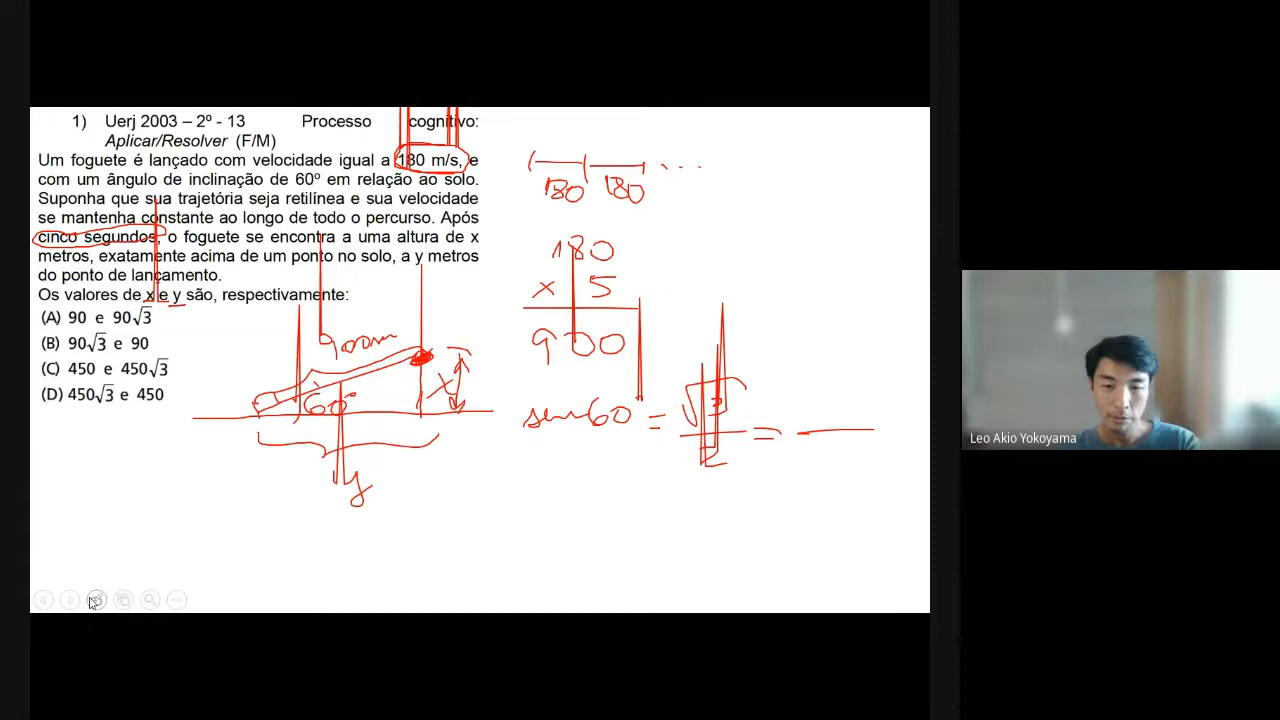 1) Uerj 2003 – 2º - 13 Processo cognitivo:
Aplicar/Resolver (F/M)
Um foguete é lançado com velocidade igual a 180 m/s, e
com um ângulo de inclinação de 60º em relação ao solo.
Suponha que sua trajetória seja retilínea e sua velocidade
se mantenha constante ao longo de todo o percurso. Após
cinco segundos, o foguete se encontra a uma altura de x
metros, exatamente acima de um ponto no solo, a y metros
do ponto de lançamento.
Os valores de x e y são, respectivamente:
(A) 90 e 90√3
(B) 90√3 e 90
(C) 450 e 450√3
(D) 450√3 e 450
900m
60°
x
y
180 180 ...
180
x 5
900
sen 60 = √3/2 =
Leo Akio Yokoyama